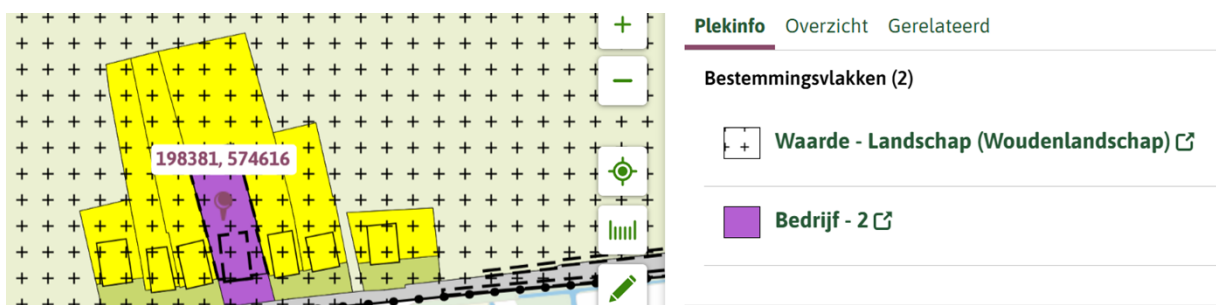 Plekinfo Overzicht Gerelateerd
Bestemmingsvlakken (2)
Waarde - Landschap (Woudenlandschap)
198381, 574616
Bedrijf - 2